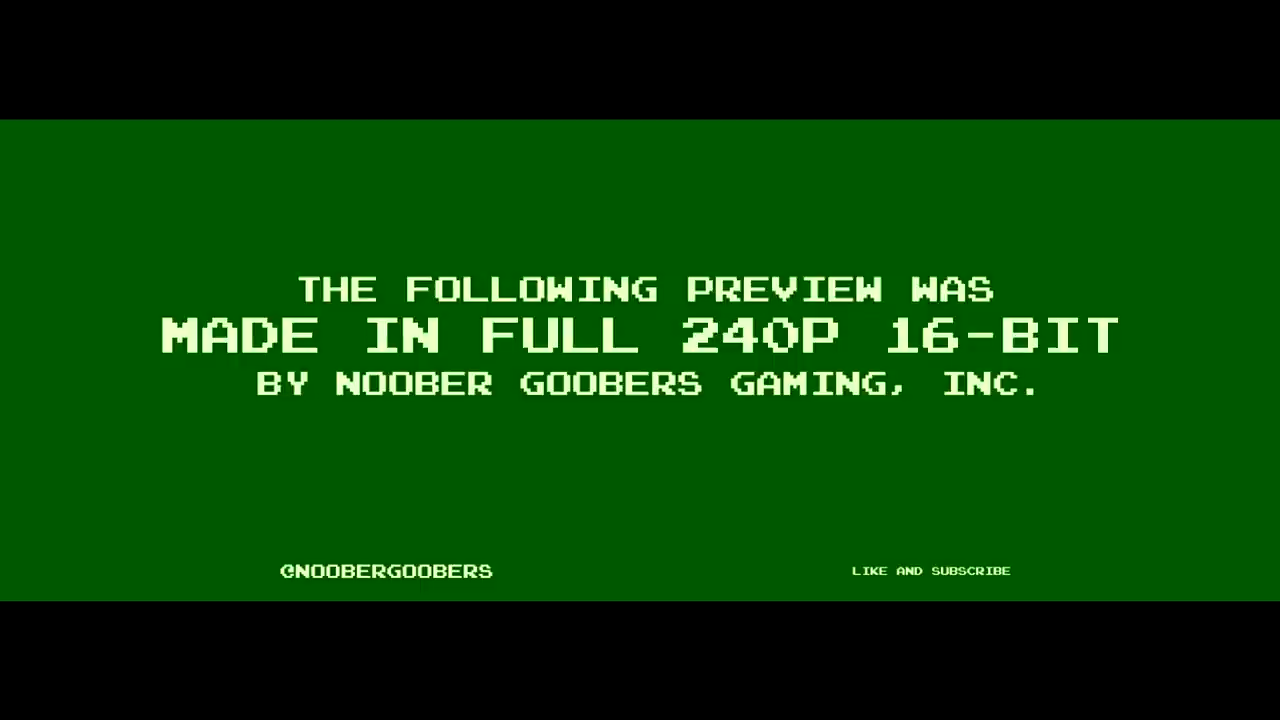 THE FOLLOWING PREVIEW WAS
MADE IN FULL 240P 16-BIT
BY NOOBER GOOBERS GAMING, INC.
@NOOBERGOOBERS
LIKE AND SUBSCRIBE